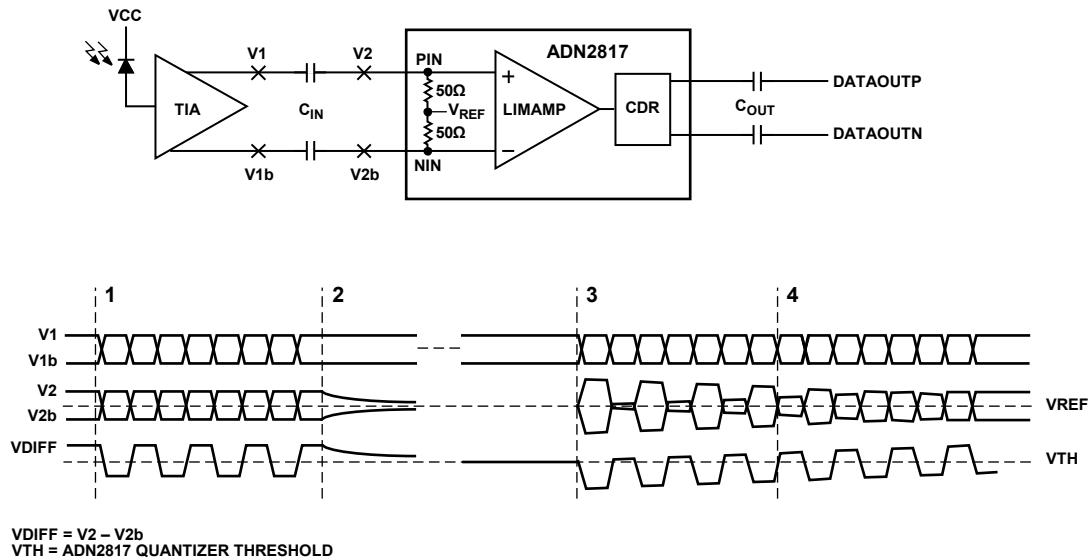 VCC
V1
V2
ADN2817
PIN
50Ω
TIA
CIN
VREF
LIMAMP
CDR
COUT
DATAOUTP
50Ω
DATAOUTN
NIN
V1b
V2b
1
2
3
4
V1
V1b
V2
V2b
VREF
VDIFF
VTH
VDIFF = V2 – V2b
VTH = ADN2817 QUANTIZER THRESHOLD